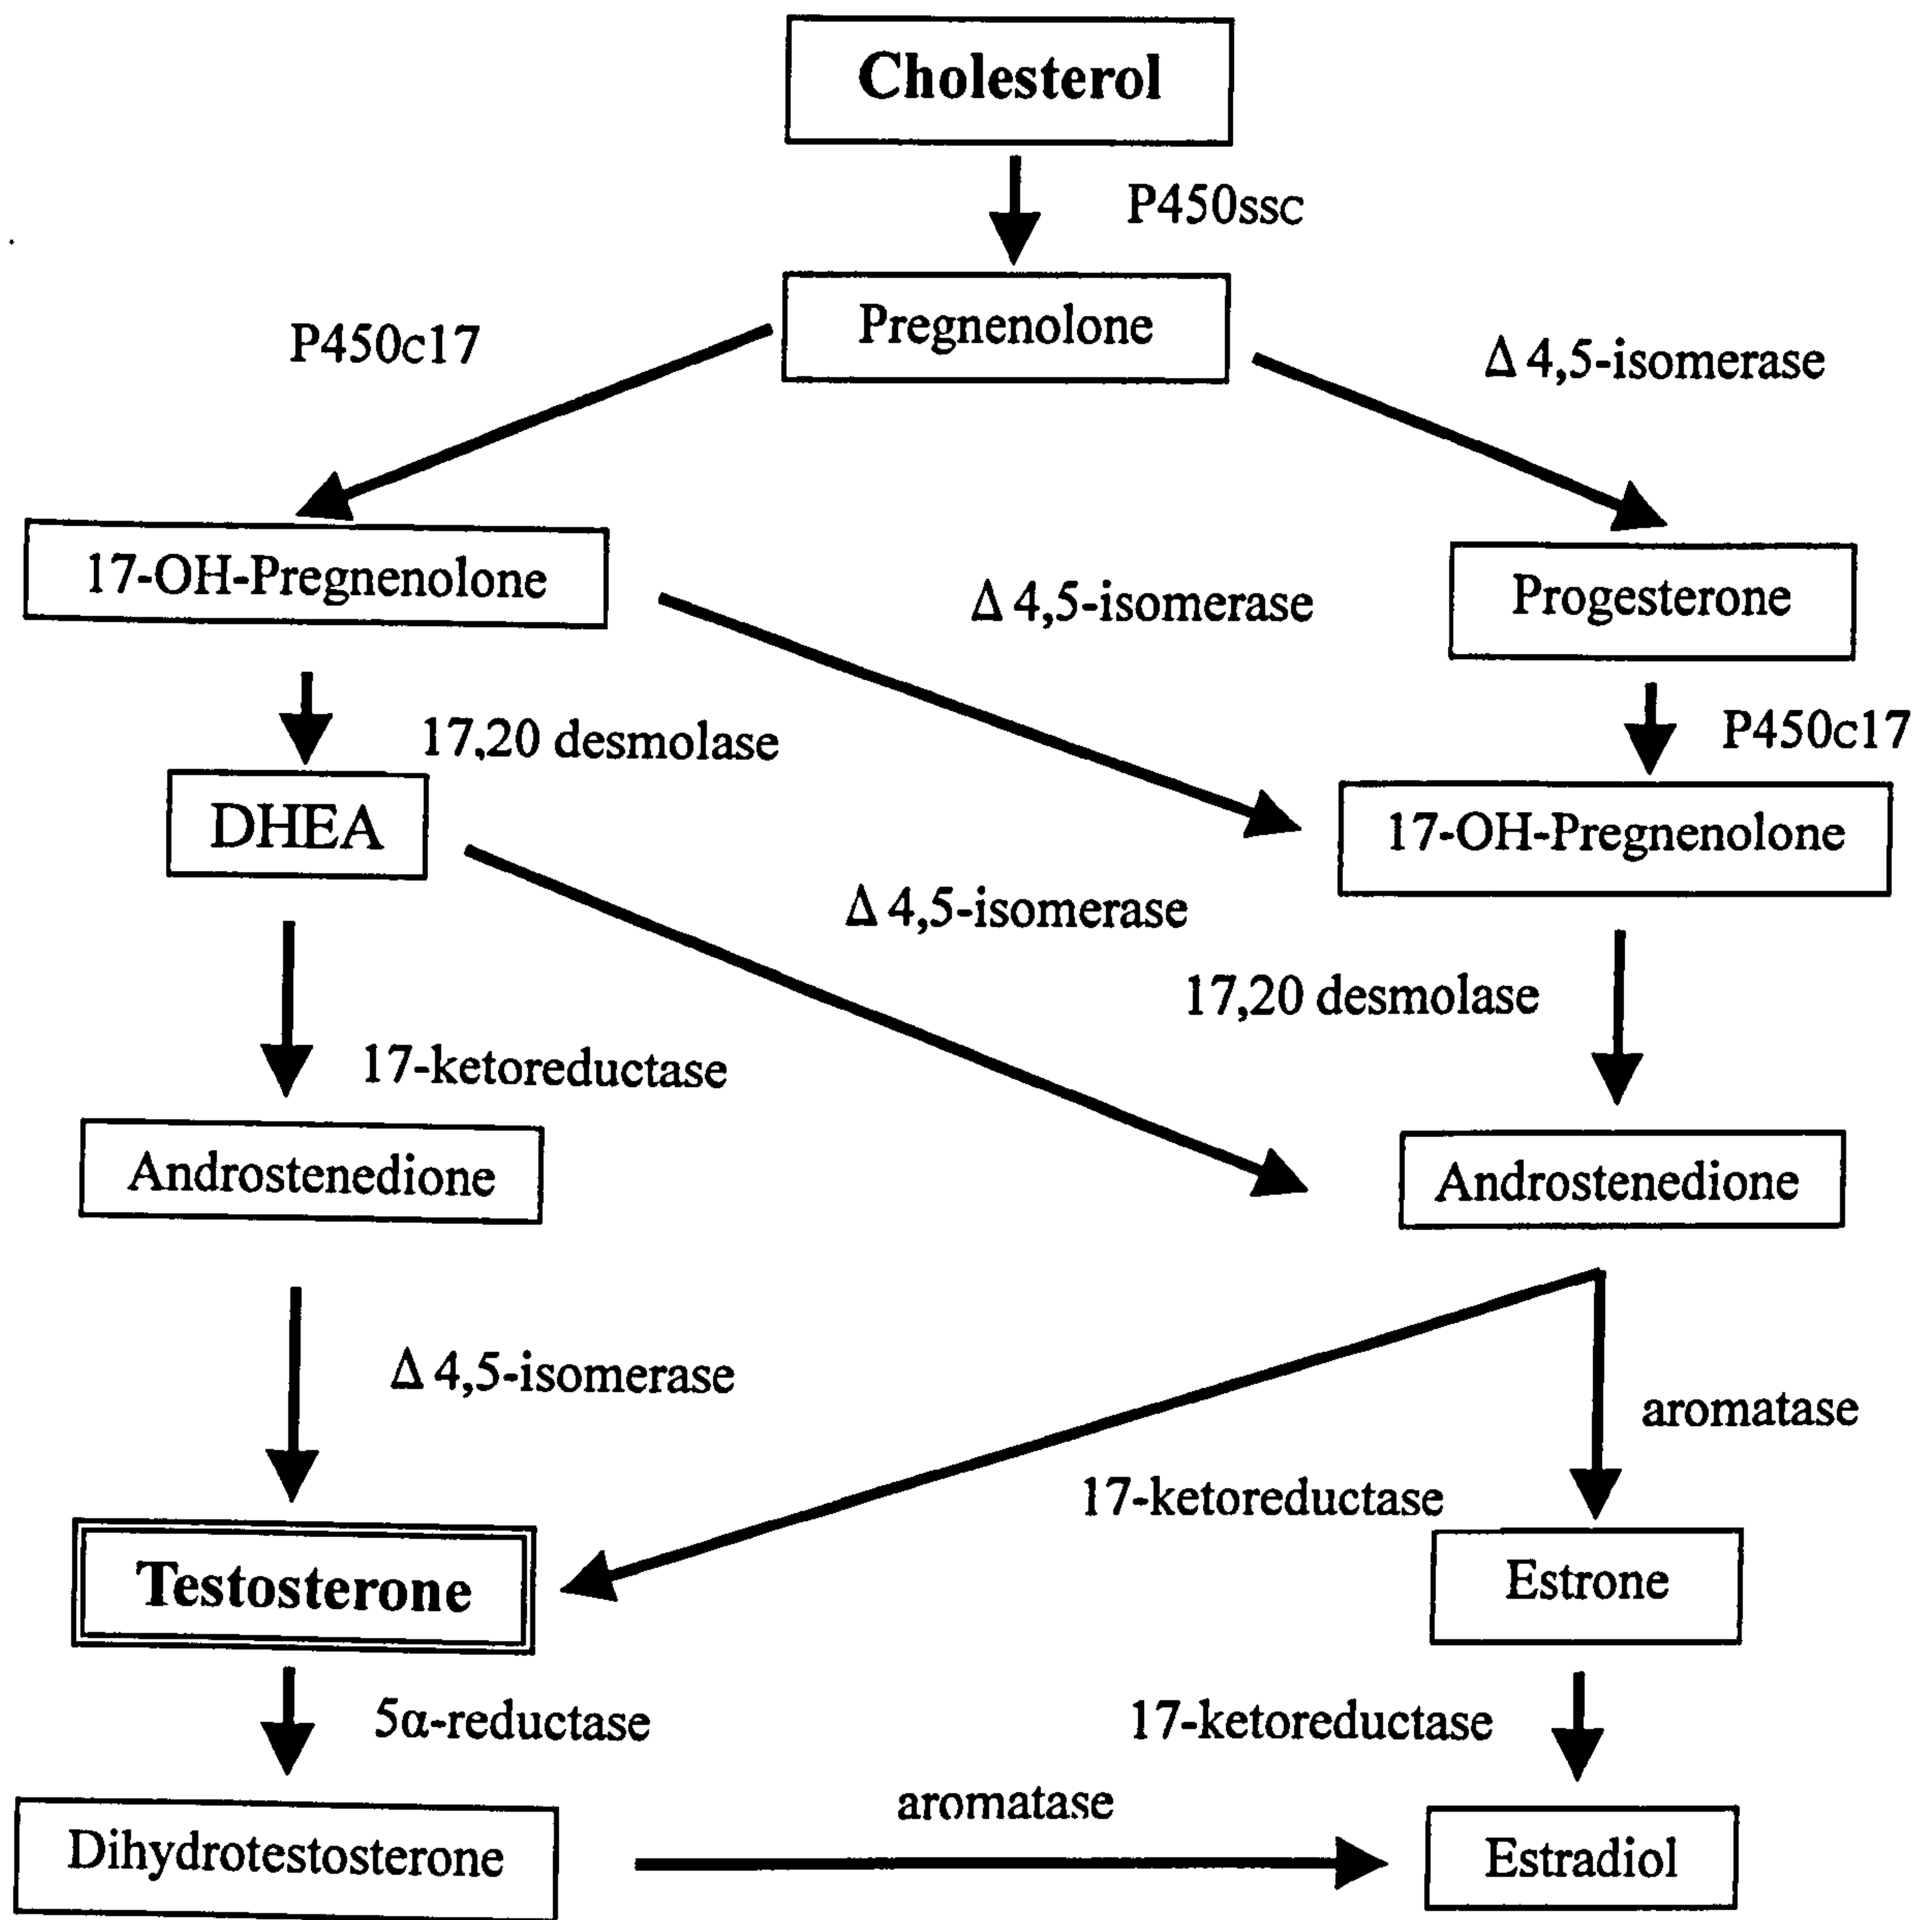 Cholesterol
P450ssc
Pregnenolone
P450c17
Δ 4,5-isomerase
17-OH-Pregnenolone
Δ 4,5-isomerase
Progesterone
17,20 desmolase
P450c17
DHEA
17-OH-Pregnenolone
Δ 4,5-isomerase
17,20 desmolase
17-ketoreductase
Androstenedione
Androstenedione
Δ 4,5-isomerase
aromatase
17-ketoreductase
Testosterone
Estrone
5α-reductase
17-ketoreductase
aromatase
Dihydrotestosterone
Estradiol